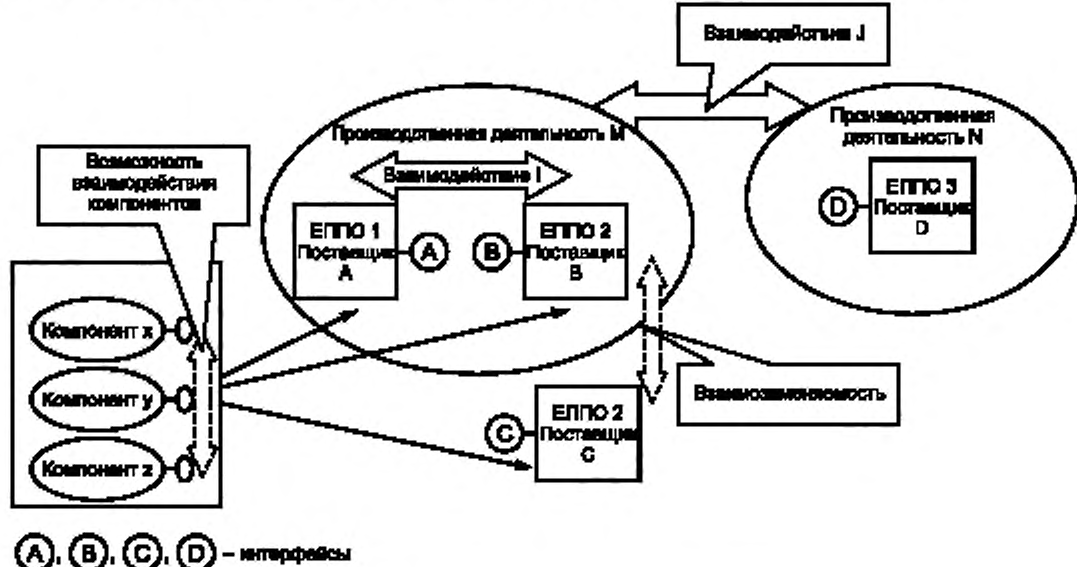 Взаимодействие J
Производственная деятельность M
Производственная
деятельность N
Возможность
взаимодействия
компонентов
Взаимодействие I
ЕППО 1
Поставщик
A
A
B
ЕППО 2
Поставщик
B
D
ЕППО 3
Поставщик
D
Компонент x
Компонент y
Компонент z
Взаимозаменяемость
C
ЕППО 2
Поставщик
C
A, B, C, D – интерфейсы